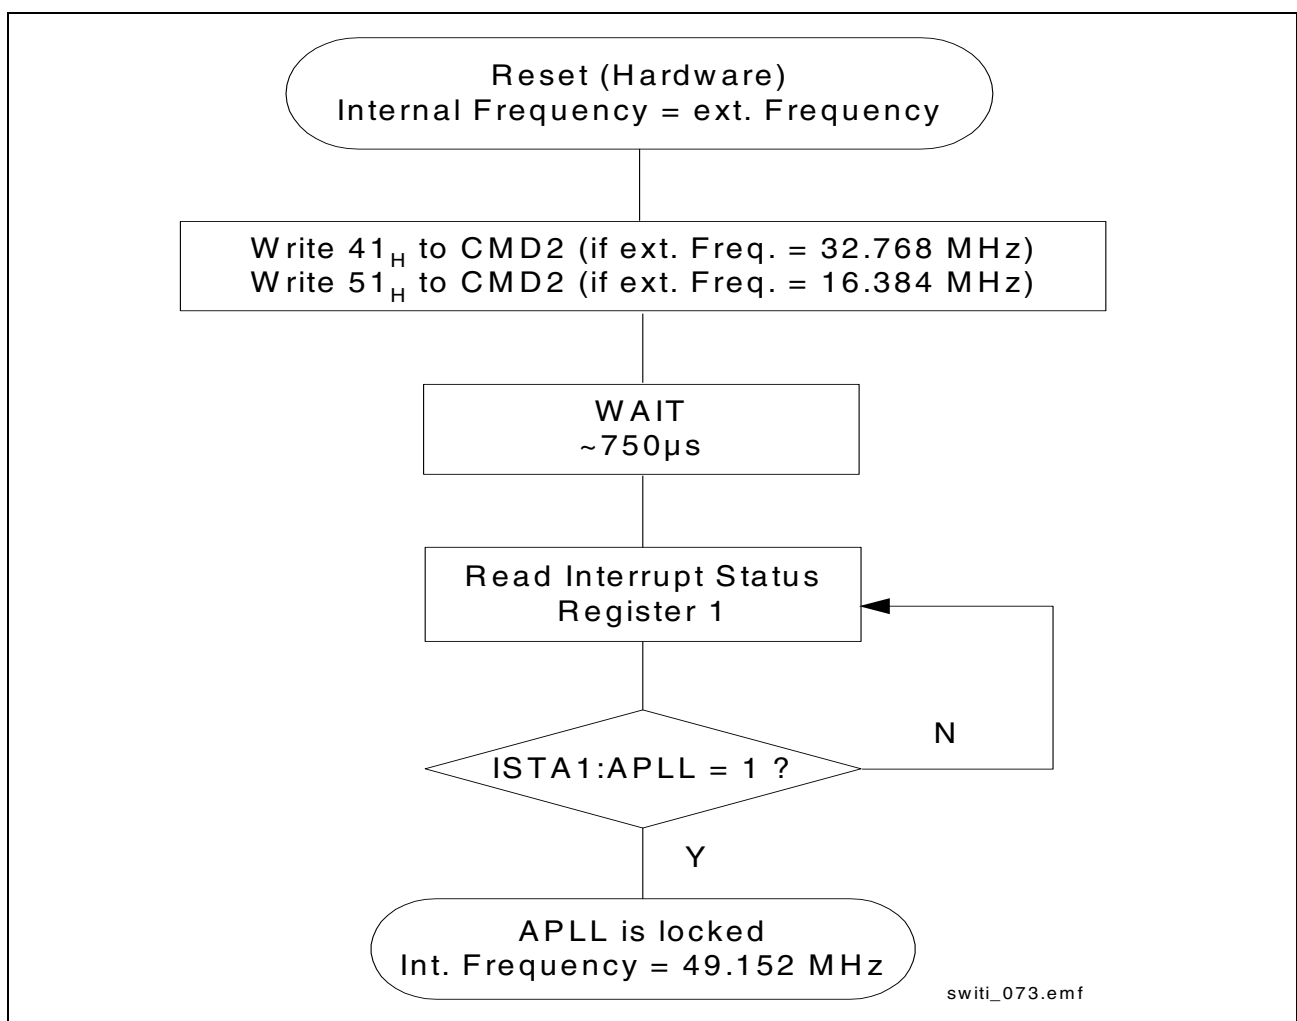 Reset (Hardware)
Internal Frequency = ext. Frequency
Write 41H to CMD2 (if ext. Freq. = 32.768 MHz)
Write 51H to CMD2 (if ext. Freq. = 16.384 MHz)
WAIT
~750µs
Read Interrupt Status
Register 1
N
ISTA1:APLL = 1 ?
Y
APLL is locked
Int. Frequency = 49.152 MHz
switi_073.emf